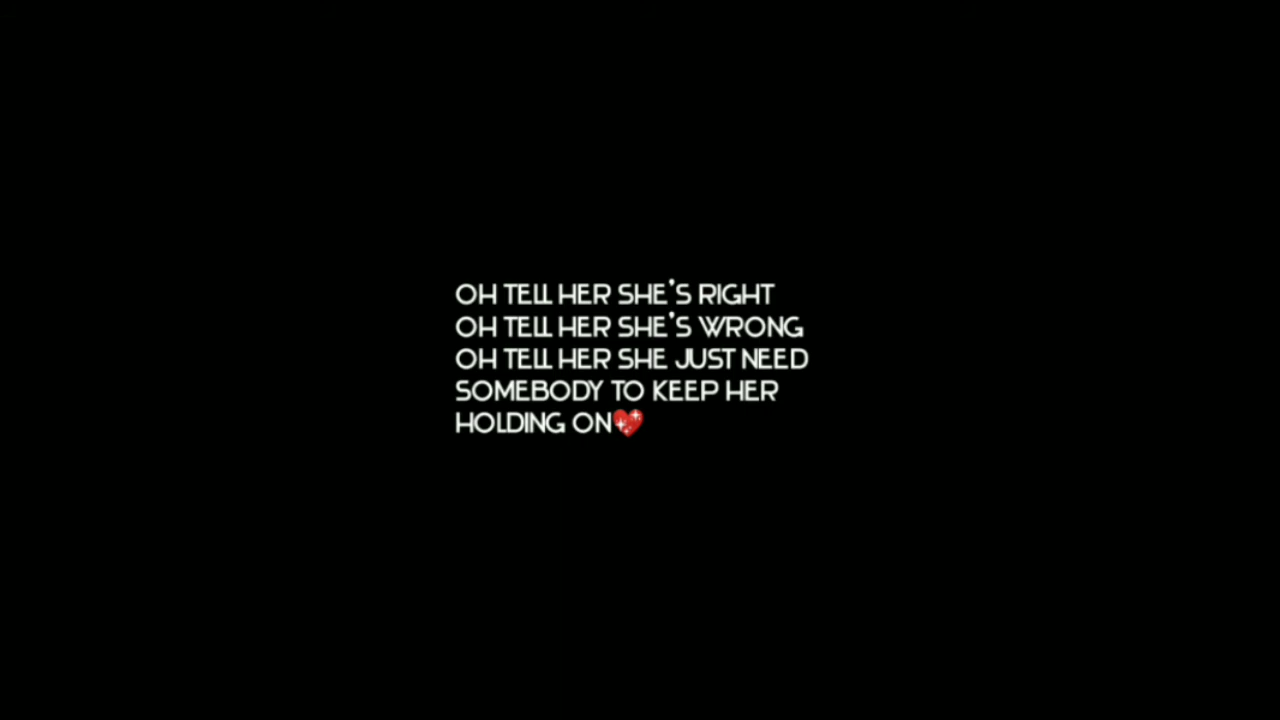 OH TELL HER SHE'S RIGHT
OH TELL HER SHE'S WRONG
OH TELL HER SHE JUST NEED
SOMEBODY TO KEEP HER
HOLDING ON💖